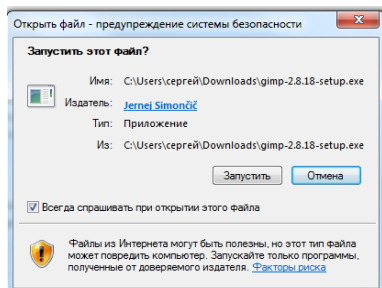 Открыть файл - предупреждение системы безопасности
Запустить этот файл?
Имя: C:\Users\сергей\Downloads\gimp-2.8.18-setup.exe
Издатель: Jernej Simončič
Тип: Приложение
Из: C:\Users\сергей\Downloads\gimp-2.8.18-setup.exe
Запустить Отмена
Всегда спрашивать при открытии этого файла
Файлы из Интернета могут быть полезны, но этот тип файла
может повредить компьютер. Запускайте только программы,
полученные от доверяемого издателя. Факторы риска